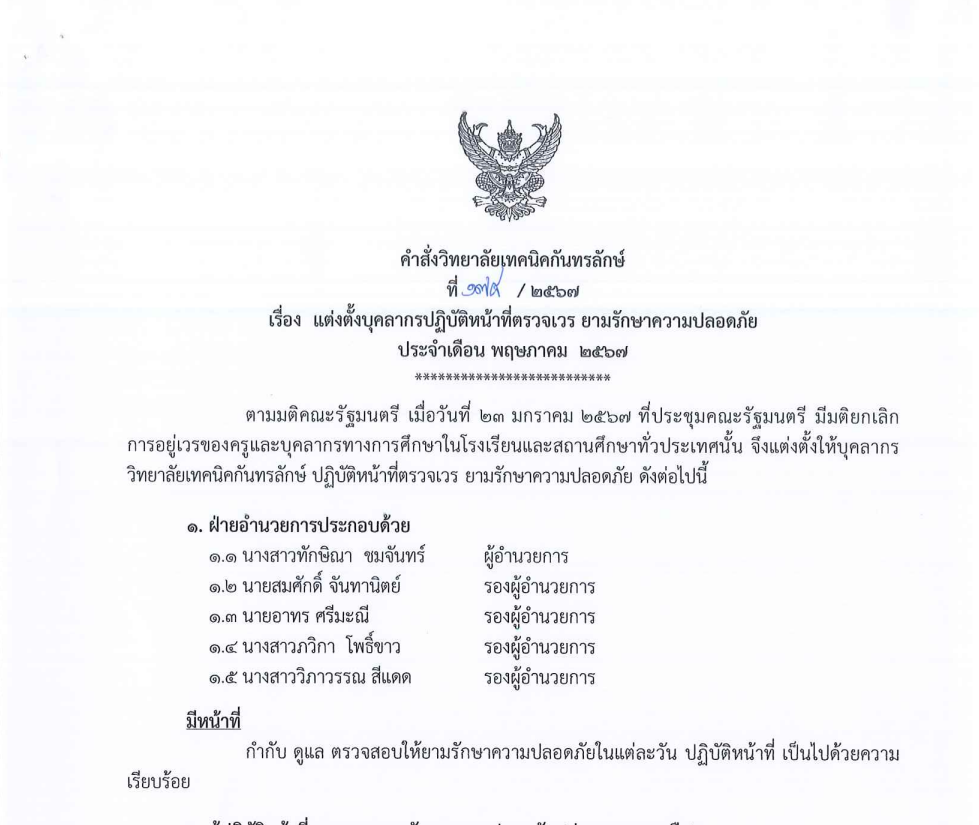 คำสั่งวิทยาลัยเทคนิคกันทรลักษ์
ที่ ๑๗๙ / ๒๕๖๗
เรื่อง แต่งตั้งบุคลากรปฏิบัติหน้าที่ตรวจเวร ยามรักษาความปลอดภัย
ประจำเดือน พฤษภาคม ๒๕๖๗
**************************
ตามมติคณะรัฐมนตรี เมื่อวันที่ ๒๓ มกราคม ๒๕๖๗ ที่ประชุมคณะรัฐมนตรี มีมติยกเลิก
การอยู่เวรของครูและบุคลากรทางการศึกษาในโรงเรียนและสถานศึกษาทั่วประเทศนั้น จึงแต่งตั้งให้บุคลากร
วิทยาลัยเทคนิคกันทรลักษ์ ปฏิบัติหน้าที่ตรวจเวร ยามรักษาความปลอดภัย ดังต่อไปนี้
๑. ฝ่ายอำนวยการประกอบด้วย
๑.๑ นางสาวทักษิณา ชมจันทร์ ผู้อำนวยการ
๑.๒ นายสมศักดิ์ จันทานิตย์ รองผู้อำนวยการ
๑.๓ นายอาทร ศรีมะณี รองผู้อำนวยการ
๑.๔ นางสาวภวิกา โพธิ์ขาว รองผู้อำนวยการ
๑.๕ นางสาววิภาวรรณ สีแดด รองผู้อำนวยการ
มีหน้าที่
กำกับ ดูแล ตรวจสอบให้ยามรักษาความปลอดภัยในแต่ละวัน ปฏิบัติหน้าที่ เป็นไปด้วยความ
เรียบร้อย